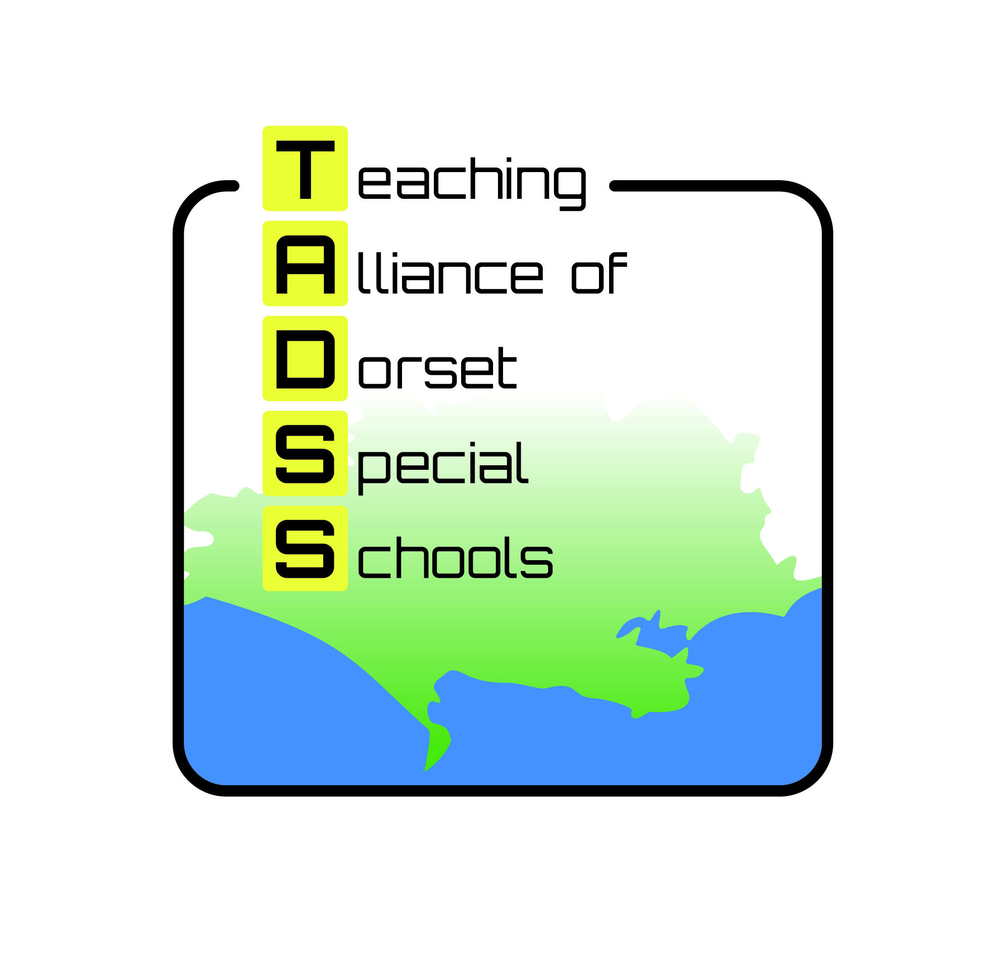 Teaching
Alliance of
Dorset
Special
Schools